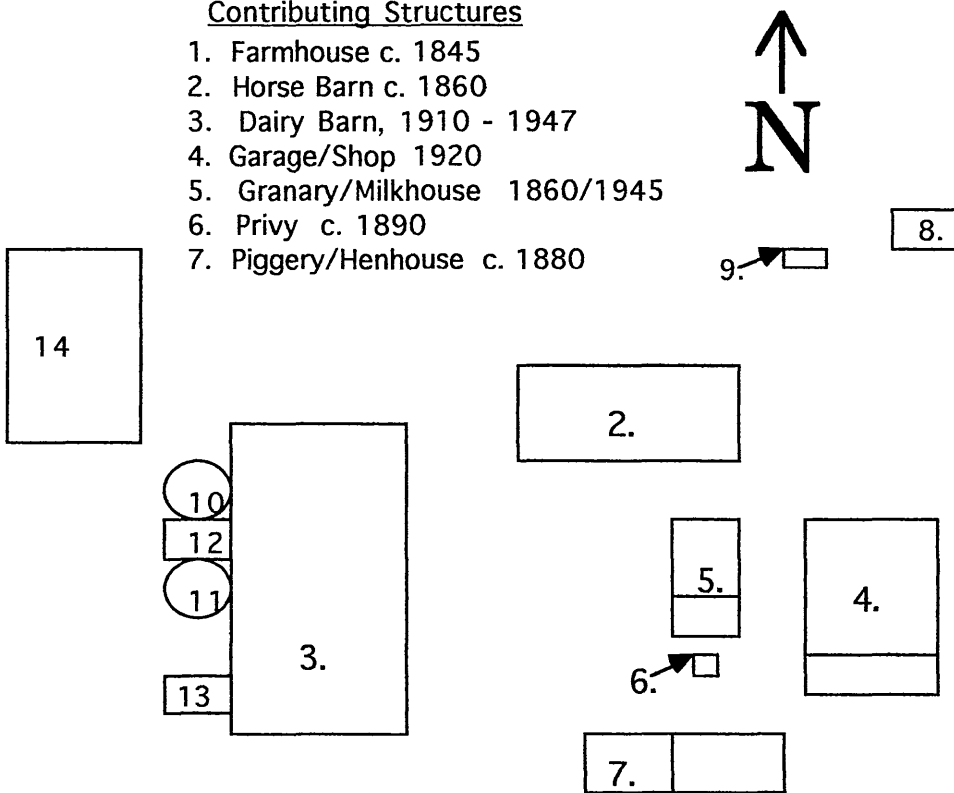 Contributing Structures
1. Farmhouse c. 1845
2. Horse Barn c. 1860
3. Dairy Barn, 1910 - 1947
4. Garage/Shop 1920
5. Granary/Milkhouse 1860/1945
6. Privy c. 1890
7. Piggery/Henhouse c. 1880
N
8.
9.
14
2.
10
12
11
5.
4.
3.
6.
13
7.